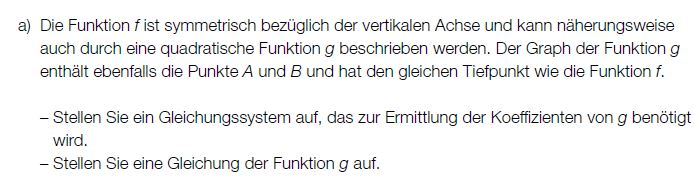 a) Die Funktion f ist symmetrisch bezüglich der vertikalen Achse und kann näherungsweise
auch durch eine quadratische Funktion g beschrieben werden. Der Graph der Funktion g
enthält ebenfalls die Punkte A und B und hat den gleichen Tiefpunkt wie die Funktion f.
– Stellen Sie ein Gleichungssystem auf, das zur Ermittlung der Koeffizienten von g benötigt
wird.
– Stellen Sie eine Gleichung der Funktion g auf.